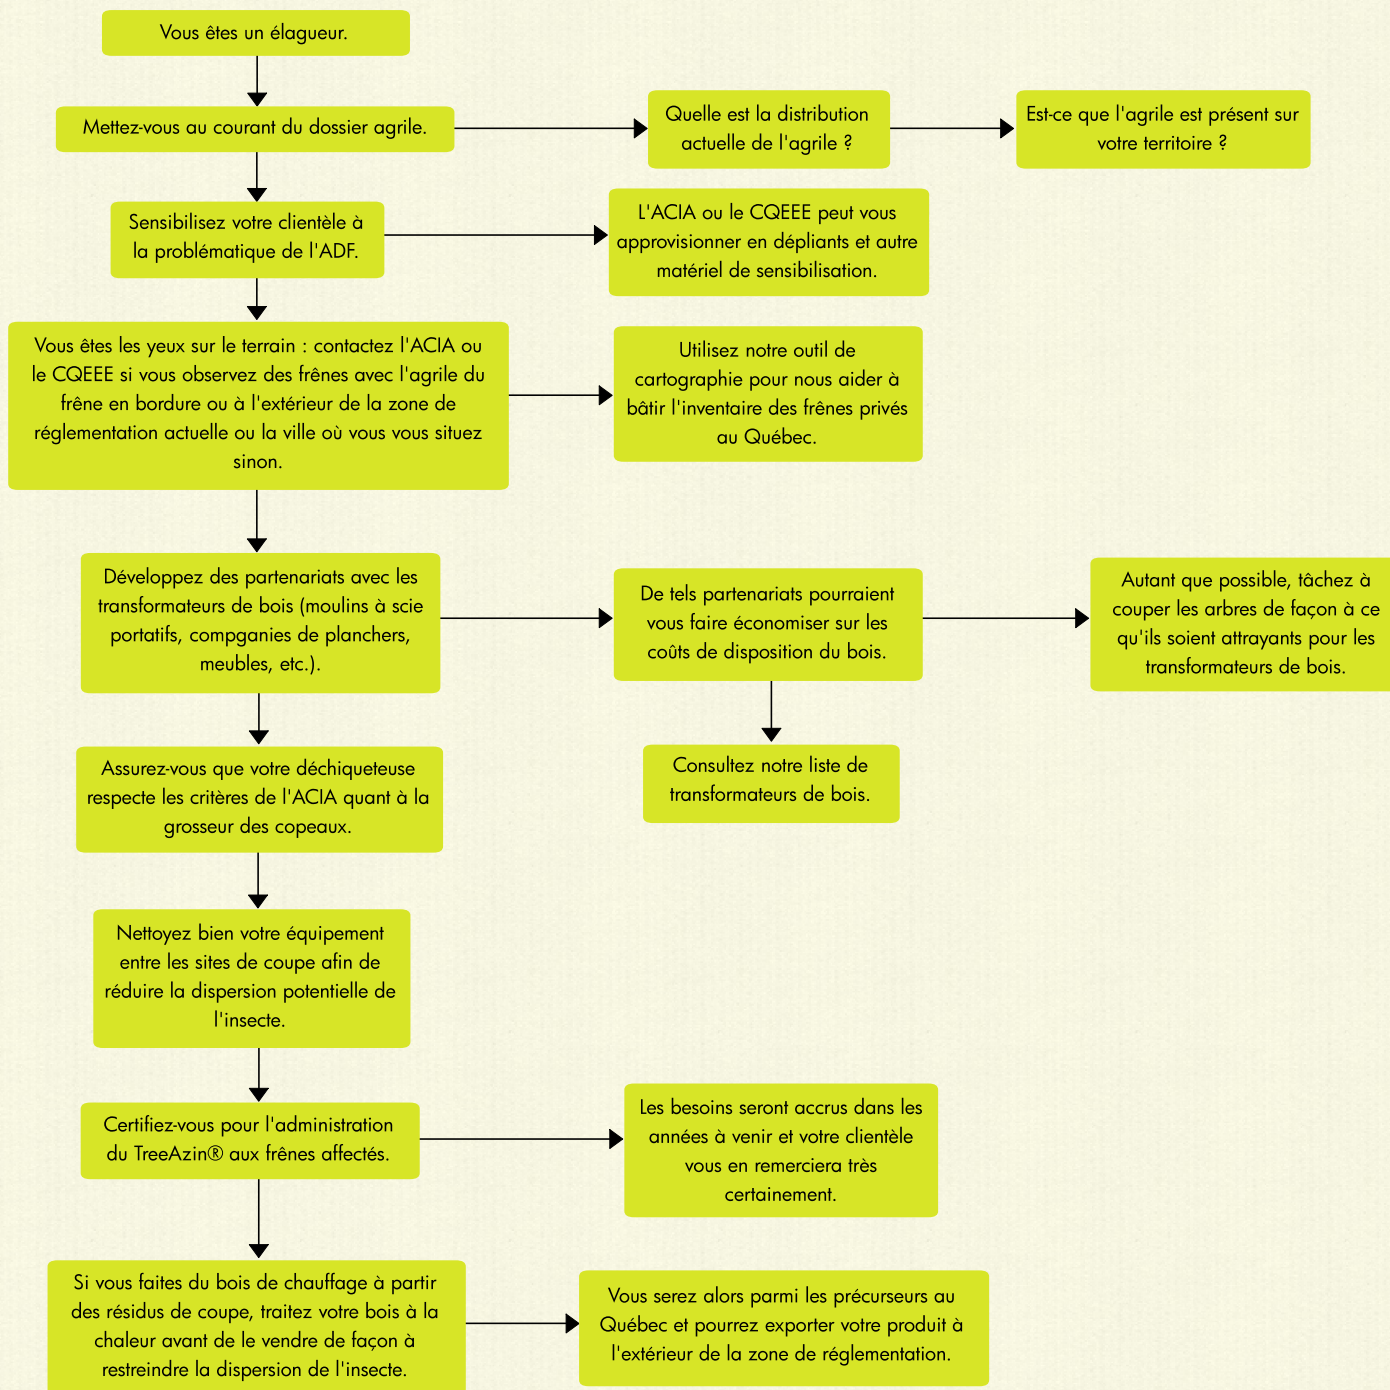 Vous êtes un élagueur.
Mettez-vous au courant du dossier agrile.
Quelle est la distribution
actuelle de l'agrile ?
Est-ce que l'agrile est présent sur
votre territoire ?
Sensibilisez votre clientèle à
la problématique de l'ADF.
L'ACIA ou le CQEEE peut vous
approvisionner en dépliants et autre
matériel de sensibilisation.
Vous êtes les yeux sur le terrain : contactez l'ACIA ou
le CQEEE si vous observez des frênes avec l'agrile du
frêne en bordure ou à l'extérieur de la zone de
réglementation actuelle ou la ville où vous vous situez
sinon.
Utilisez notre outil de
cartographie pour nous aider à
bâtir l'inventaire des frênes privés
au Québec.
Développez des partenariats avec les
transformateurs de bois (moulins à scie
portatifs, compganies de planchers,
meubles, etc.).
De tels partenariats pourraient
vous faire économiser sur les
coûts de disposition du bois.
Autant que possible, tâchez à
couper les arbres de façon à ce
qu'ils soient attrayants pour les
transformateurs de bois.
Consultez notre liste de
transformateurs de bois.
Assurez-vous que votre déchiqueteuse
respecte les critères de l'ACIA quant à la
grosseur des copeaux.
Nettoyez bien votre équipement
entre les sites de coupe afin de
réduire la dispersion potentielle de
l'insecte.
Certifiez-vous pour l'administration
du TreeAzin® aux frênes affectés.
Les besoins seront accrus dans les
années à venir et votre clientèle
vous en remerciera très
certainement.
Si vous faites du bois de chauffage à partir
des résidus de coupe, traitez votre bois à la
chaleur avant de le vendre de façon à
restreindre la dispersion de l'insecte.
Vous serez alors parmi les précurseurs au
Québec et pourrez exporter votre produit à
l'extérieur de la zone de réglementation.